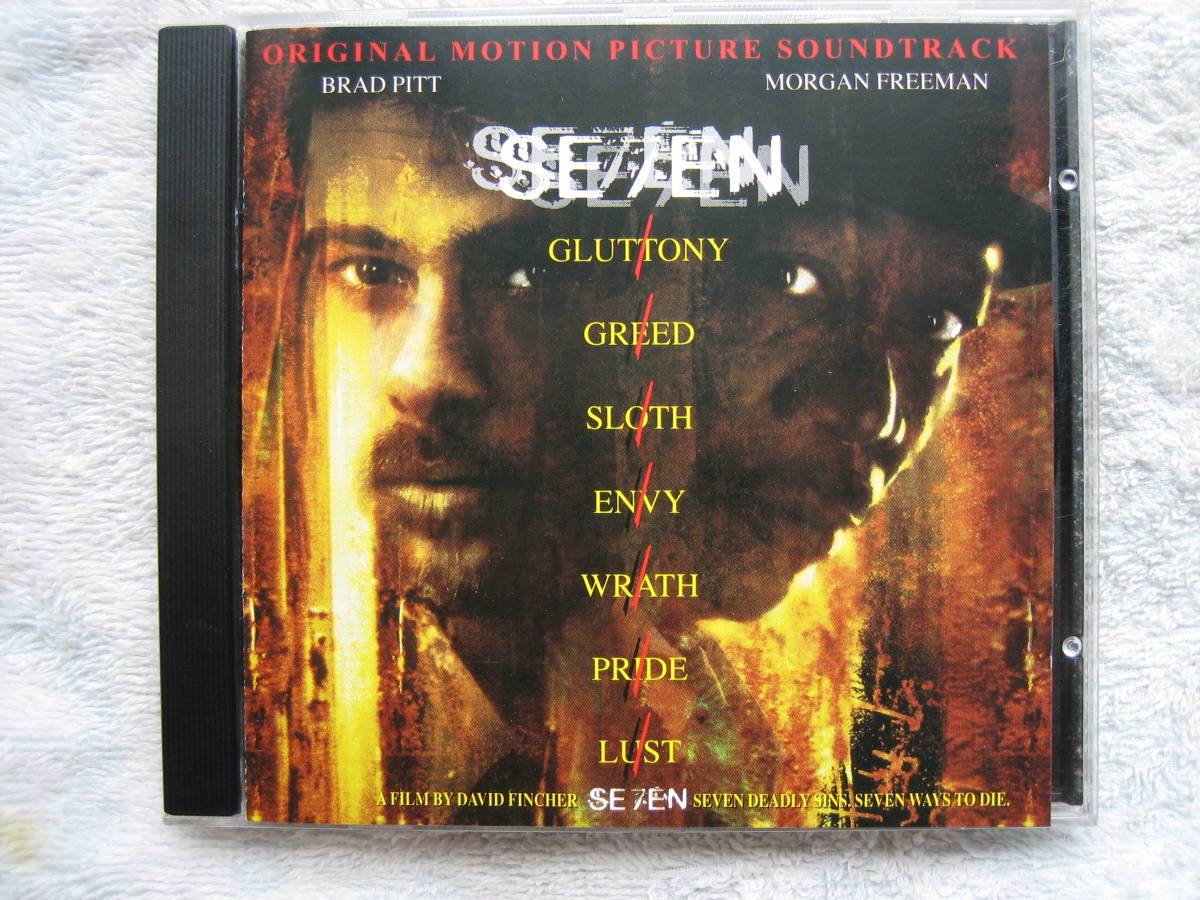 ORIGINAL MOTION PICTURE SOUNDTRACK
BRAD PITT MORGAN FREEMAN
SE7EN
GLUTTONY
GREED
SLOTH
ENVY
WRATH
PRIDE
LUST
A FILM BY DAVID FINCHER SE7EN SEVEN DEADLY SINS. SEVEN WAYS TO DIE.